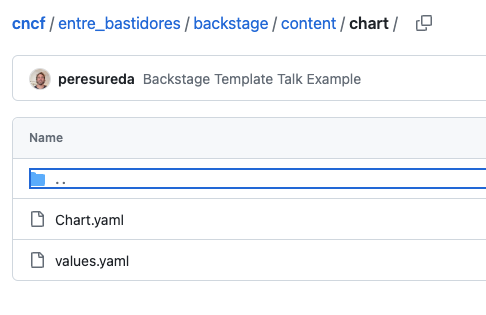 cncf / entre_bastidores / backstage / content / chart /
peresureda Backstage Template Talk Example
Name
..
Chart.yaml
values.yaml